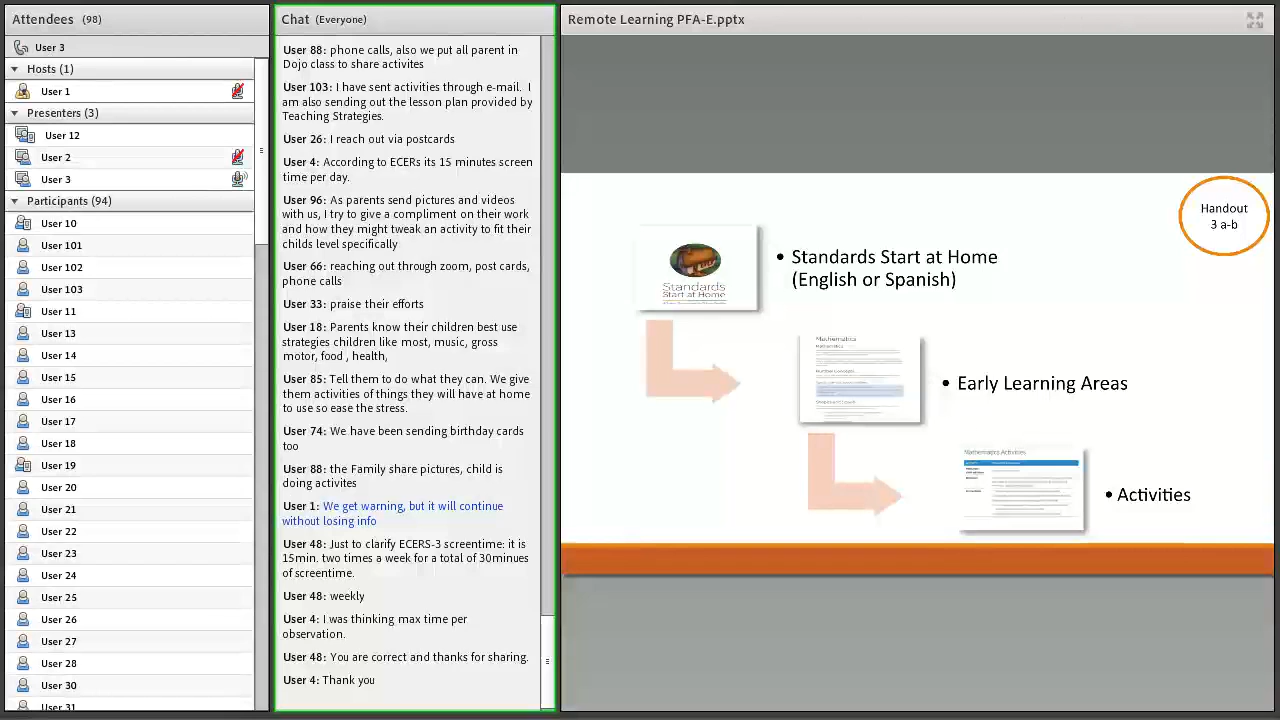 Attendees (98)
User 3
Hosts (1)
User 1
Presenters (3)
User 12
User 2
User 3
Participants (94)
User 10
User 101
User 102
User 103
User 11
User 13
User 14
User 15
User 16
User 17
User 18
User 19
User 20
User 21
User 22
User 23
User 24
User 25
User 26
User 27
User 28
User 30
User 31
Chat (Everyone)
User 88: phone calls, also we put all parent in
Dojo class to share activites
User 103: I have sent activities through e-mail. I
am also sending out the lesson plan provided by
Teaching Strategies.
User 26: I reach out via postcards
User 4: According to ECERs its 15 minutes screen
time per day.
User 96: As parents send pictures and videos
with us, I try to give a compliment on their work
and how they might tweak an activity to fit their
childs level specifically
User 66: reaching out through zoom, post cards,
phone calls
User 33: praise their efforts
User 18: Parents know their children best use
strategies children like most, music, gross
motor, food , health
User 85: Tell them to do what they can. We give
them activities of things they will have at home
to use so ease the stress
User 74: We have been doing birthday cards
too
User 88: the Family share pictures, child is
doing activites
User 1: We get warning, but it will continue
without losing info
User 48: Just to clarify ECERS-3 screentime: it is
15min. two times a week for a total of 30minues
of screentime.
User 48: weekly
User 4: I was thinking max time per
observation.
User 48: You are correct and thanks for sharing.
User 4: Thank you
Remote Learning PFA-E.pptx
Handout
3 a-b
Standards
Start at Home
• Standards Start at Home
(English or Spanish)
Mathematics
• Early Learning Areas
Mathematics Activities
• Activities